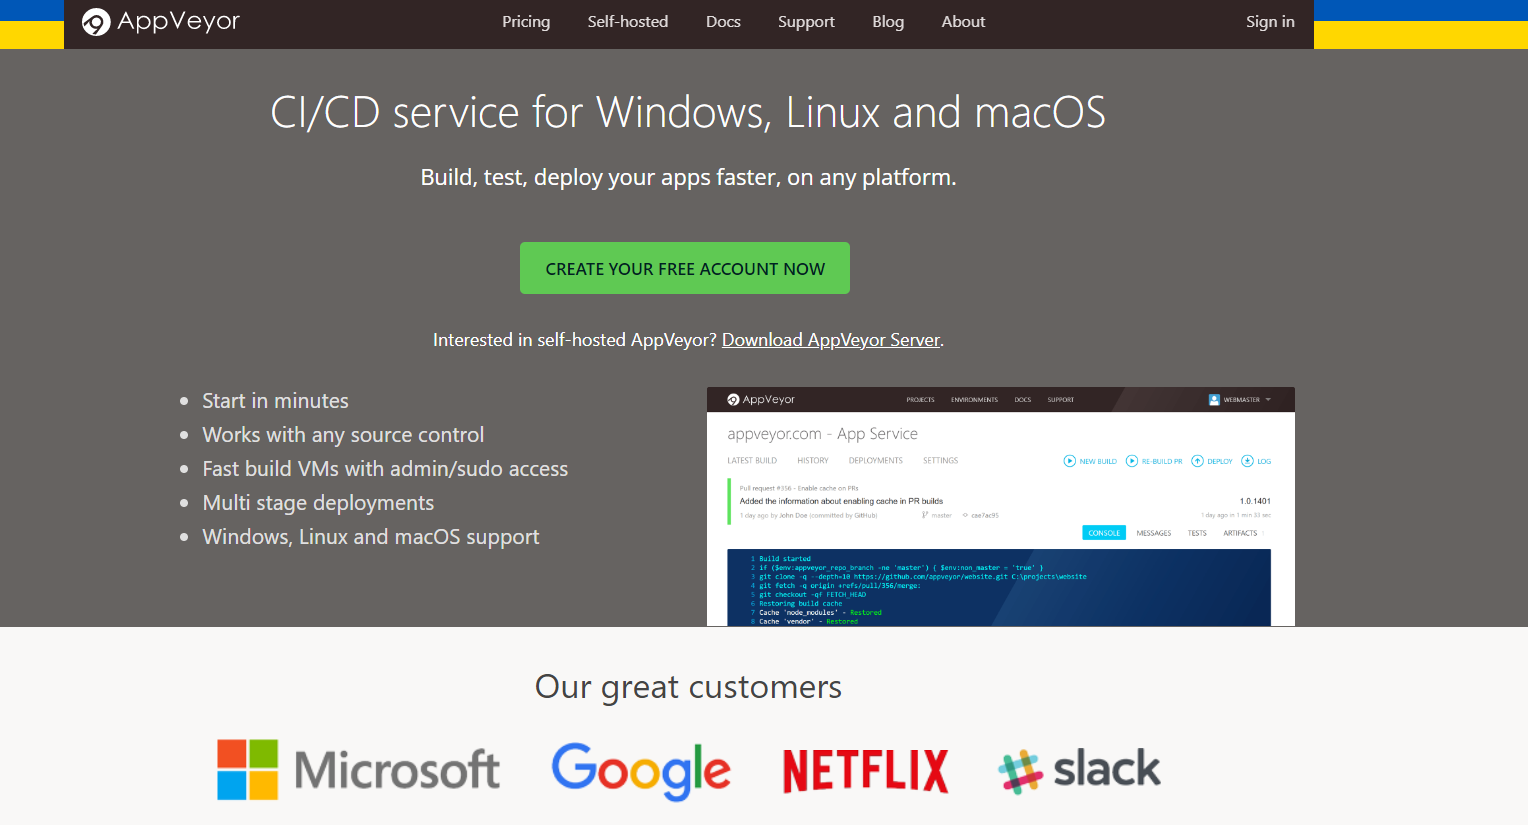 AppVeyor
Pricing Self-hosted Docs Support Blog About Sign in
CI/CD service for Windows, Linux and macOS
Build, test, deploy your apps faster, on any platform.
CREATE YOUR FREE ACCOUNT NOW
Interested in self-hosted AppVeyor? Download AppVeyor Server.
Start in minutes
Works with any source control
Fast build VMs with admin/sudo access
Multi stage deployments
Windows, Linux and macOS support
AppVeyor PROJECTS ENVIRONMENTS DOCS SUPPORT WEBMASTER
appveyor.com - App Service
LATEST BUILD HISTORY DEPLOYMENTS SETTINGS NEW BUILD RE-BUILD PR DEPLOY LOG
Pull request #356 - Enable cache on PRs
Added the information about enabling cache in PR builds 1.0.1401
1 day ago by John Doe (committed by GitHub) master cae7ac95 1 day ago in 1 min 33 sec
CONSOLE MESSAGES TESTS ARTIFACTS 1
1 Build started
2 if ($env:appveyor_repo_branch -ne 'master') { $env:non_master = 'true' }
3 git clone -q --depth=10 https://github.com/appveyor/website.git C:\projects\website
4 git fetch -q origin +refs/pull/356/merge:
5 git checkout -qf FETCH_HEAD
6 Restoring build cache
7 Cache 'node_modules' - Restored
8 Cache 'vendor' - Restored
Our great customers
Microsoft Google NETFLIX slack